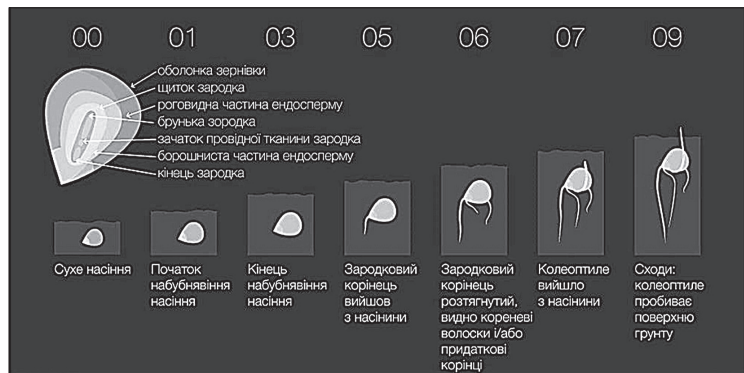 00 01 03 05 06 07 09
оболонка зернівки
щиток зародка
роговидна частина ендосперму
брунька зородка
зачаток провідної тканини зародка
борошниста частина ендосперму
кінець зародка
Сухе насіння
Початок
набубнявіння
насіння
Кінець
набубнявіння
насіння
Зародковий
корінець
вийшов
з насінини
Зародковий
корінець
розтягнутий,
видно кореневі
волоски і/або
придаткові
корінці
Колеоптиле
вийшло
з насінини
Сходи:
колеоптиле
пробиває
поверхню
грунту